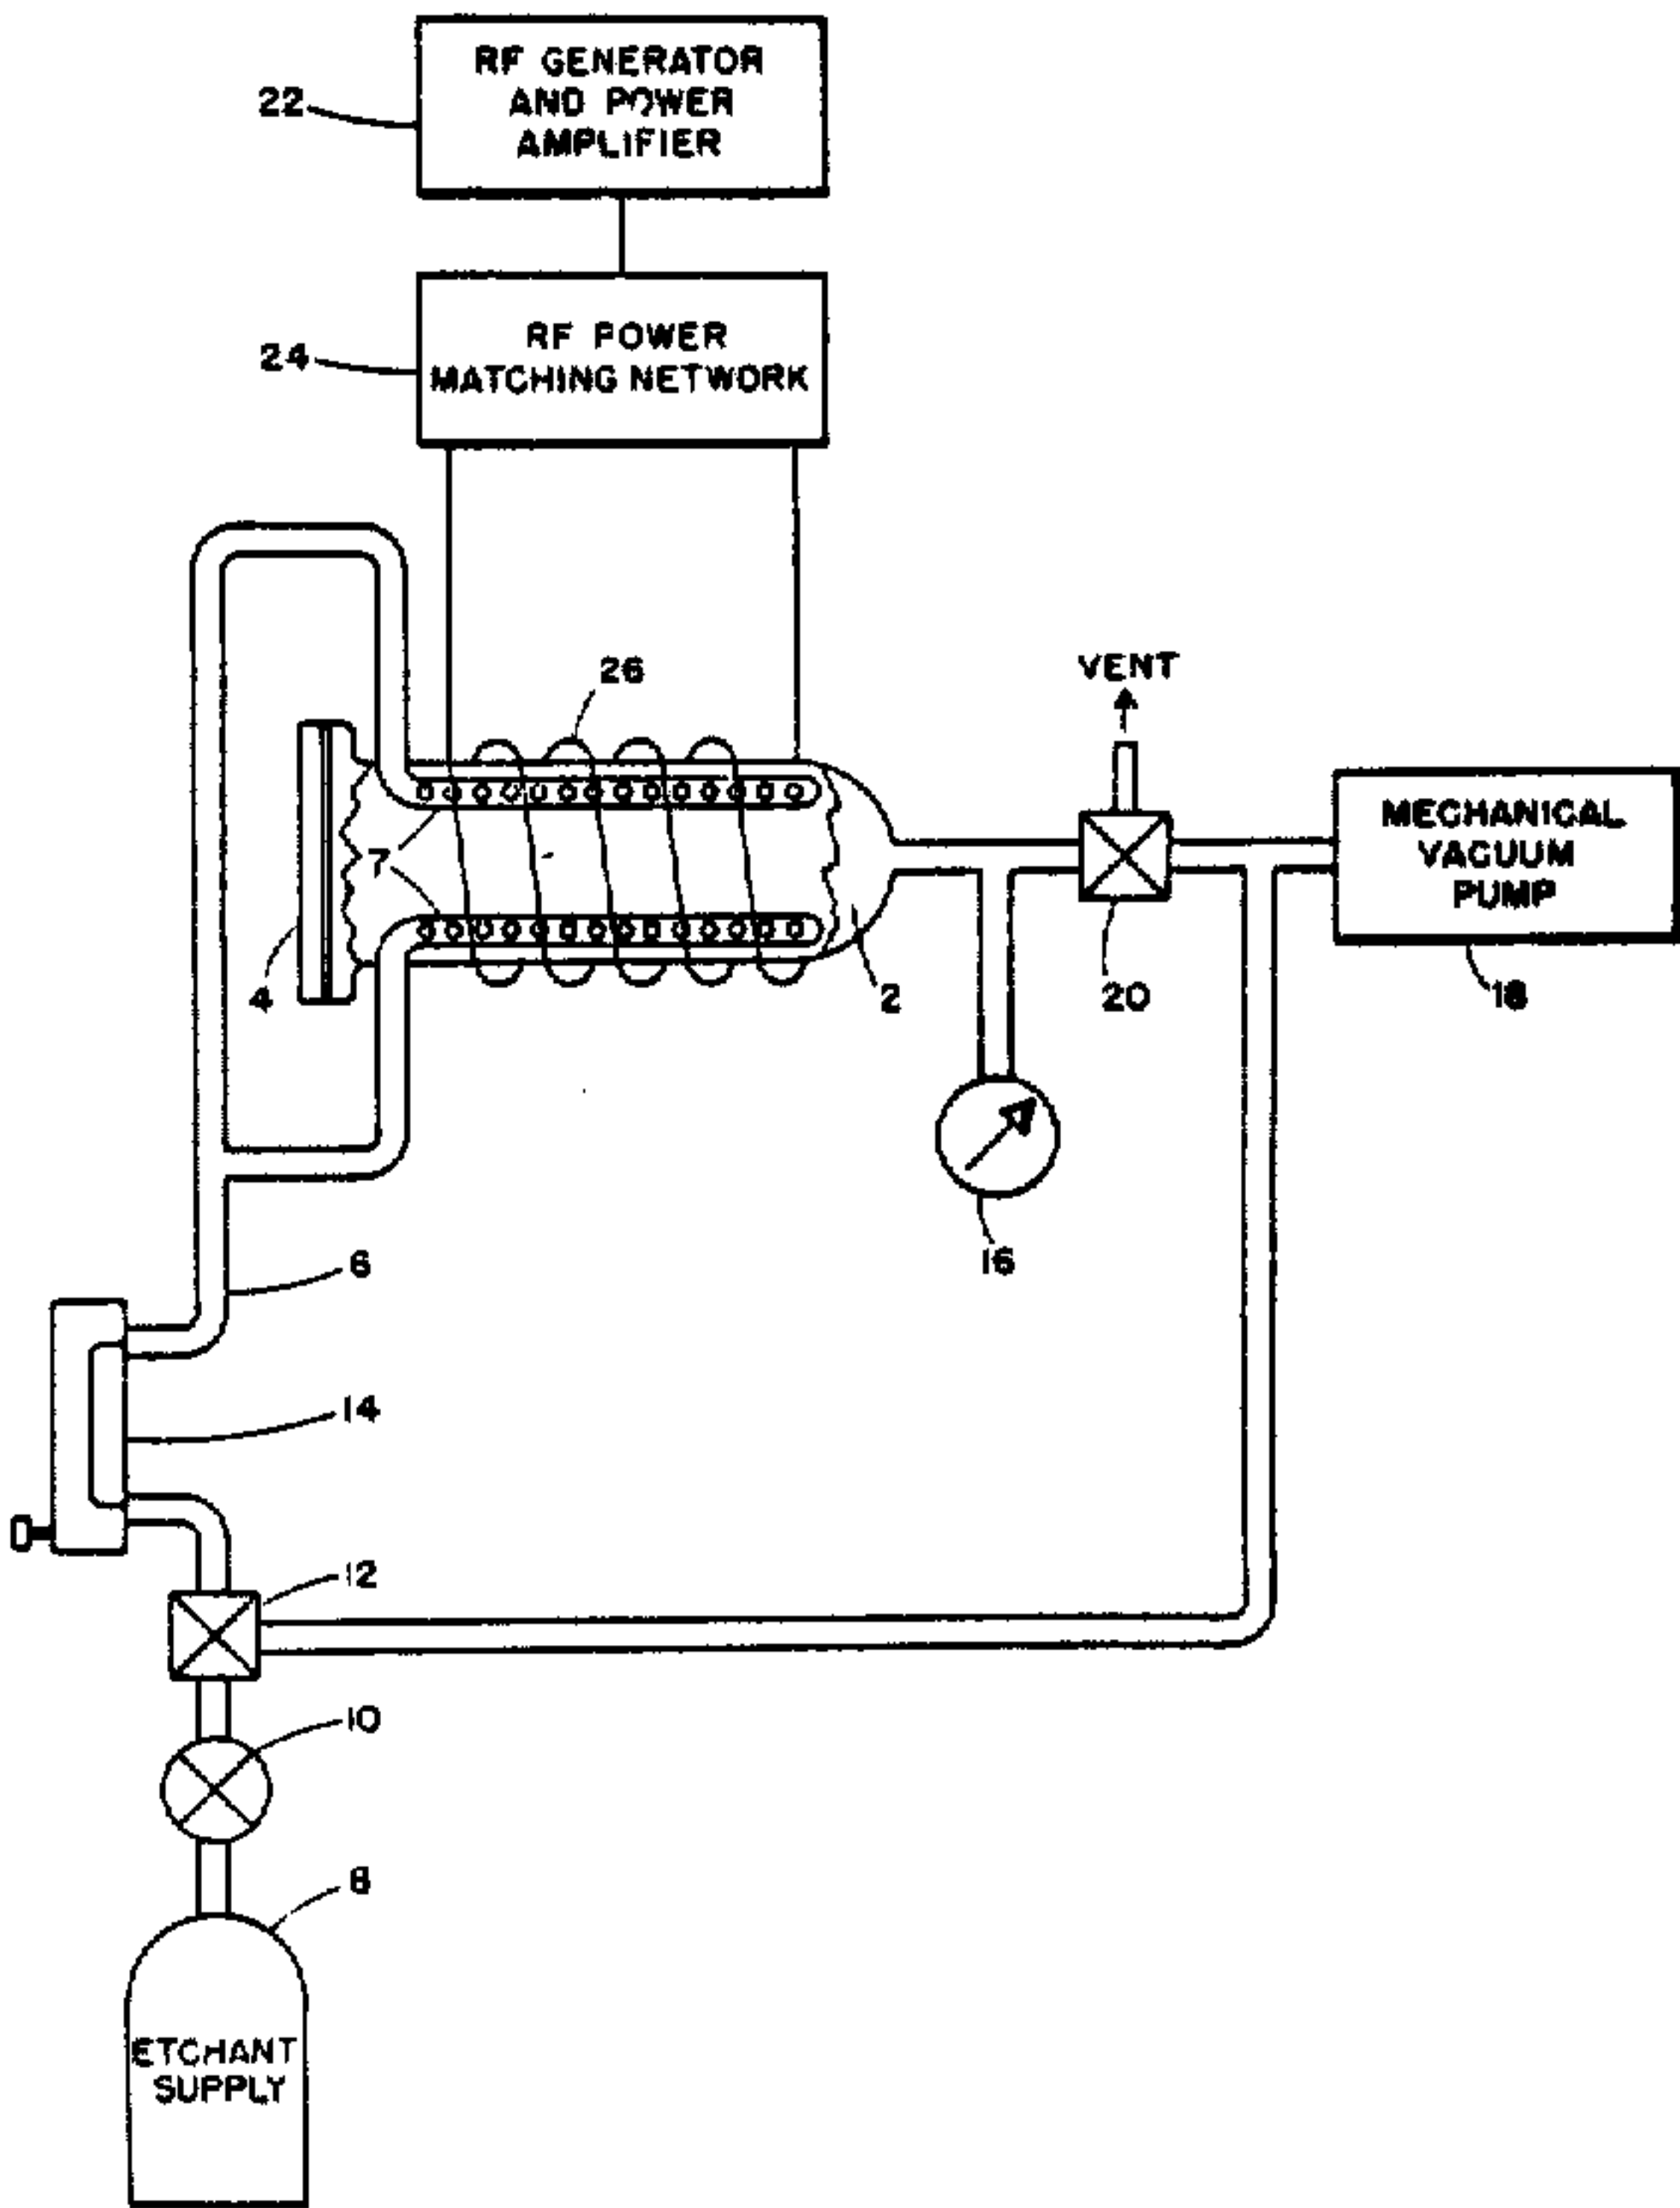 RF GENERATOR
AND POWER
AMPLIFIER
22
RF POWER
MATCHING NETWORK
24
26
VENT
MECHANICAL
VACUUM
PUMP
7
4
2
20
18
16
6
14
12
10
8
ETCHANT
SUPPLY